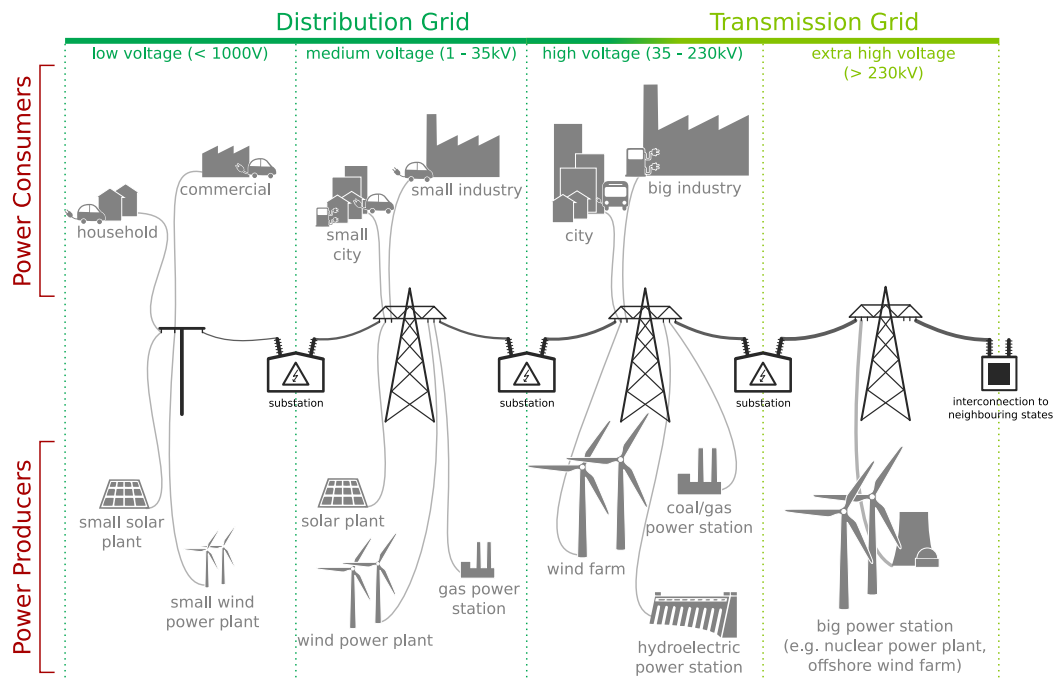 Distribution Grid
Transmission Grid
low voltage (< 1000V)
medium voltage (1 - 35kV)
high voltage (35 - 230kV)
extra high voltage
(> 230kV)
Power Consumers
commercial
household
small industry
small
city
big industry
city
substation
substation
substation
interconnection to
neighbouring states
Power Producers
small solar
plant
small wind
power plant
solar plant
wind power plant
gas power
station
wind farm
coal/gas
power station
hydroelectric
power station
big power station
(e.g. nuclear power plant,
offshore wind farm)